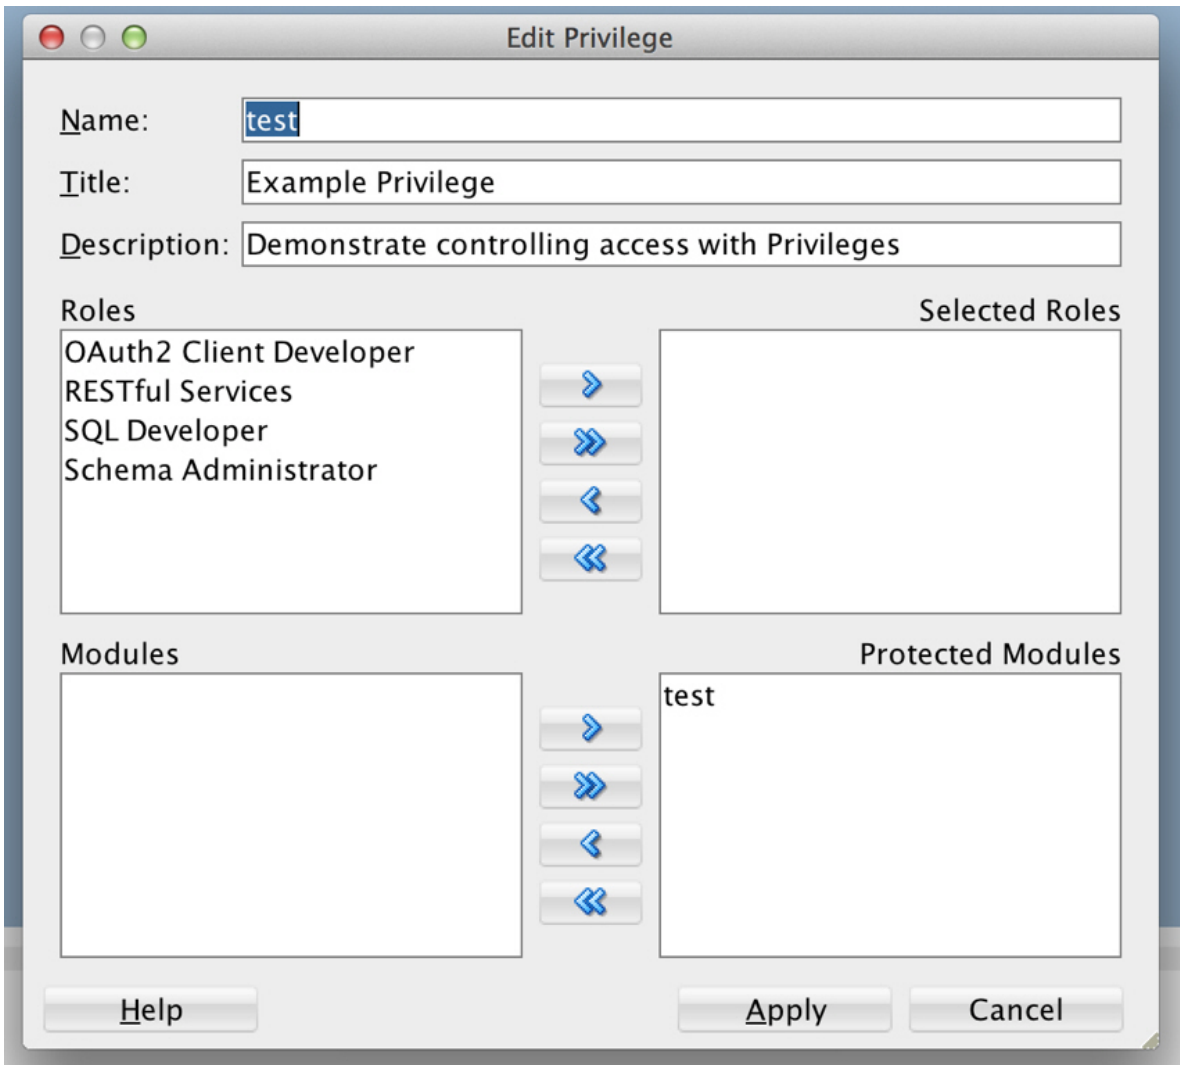 Edit Privilege
Name: test
Title: Example Privilege
Description: Demonstrate controlling access with Privileges
Roles
OAuth2 Client Developer
RESTful Services
SQL Developer
Schema Administrator
Selected Roles
Modules
Protected Modules
test
Help
Apply
Cancel